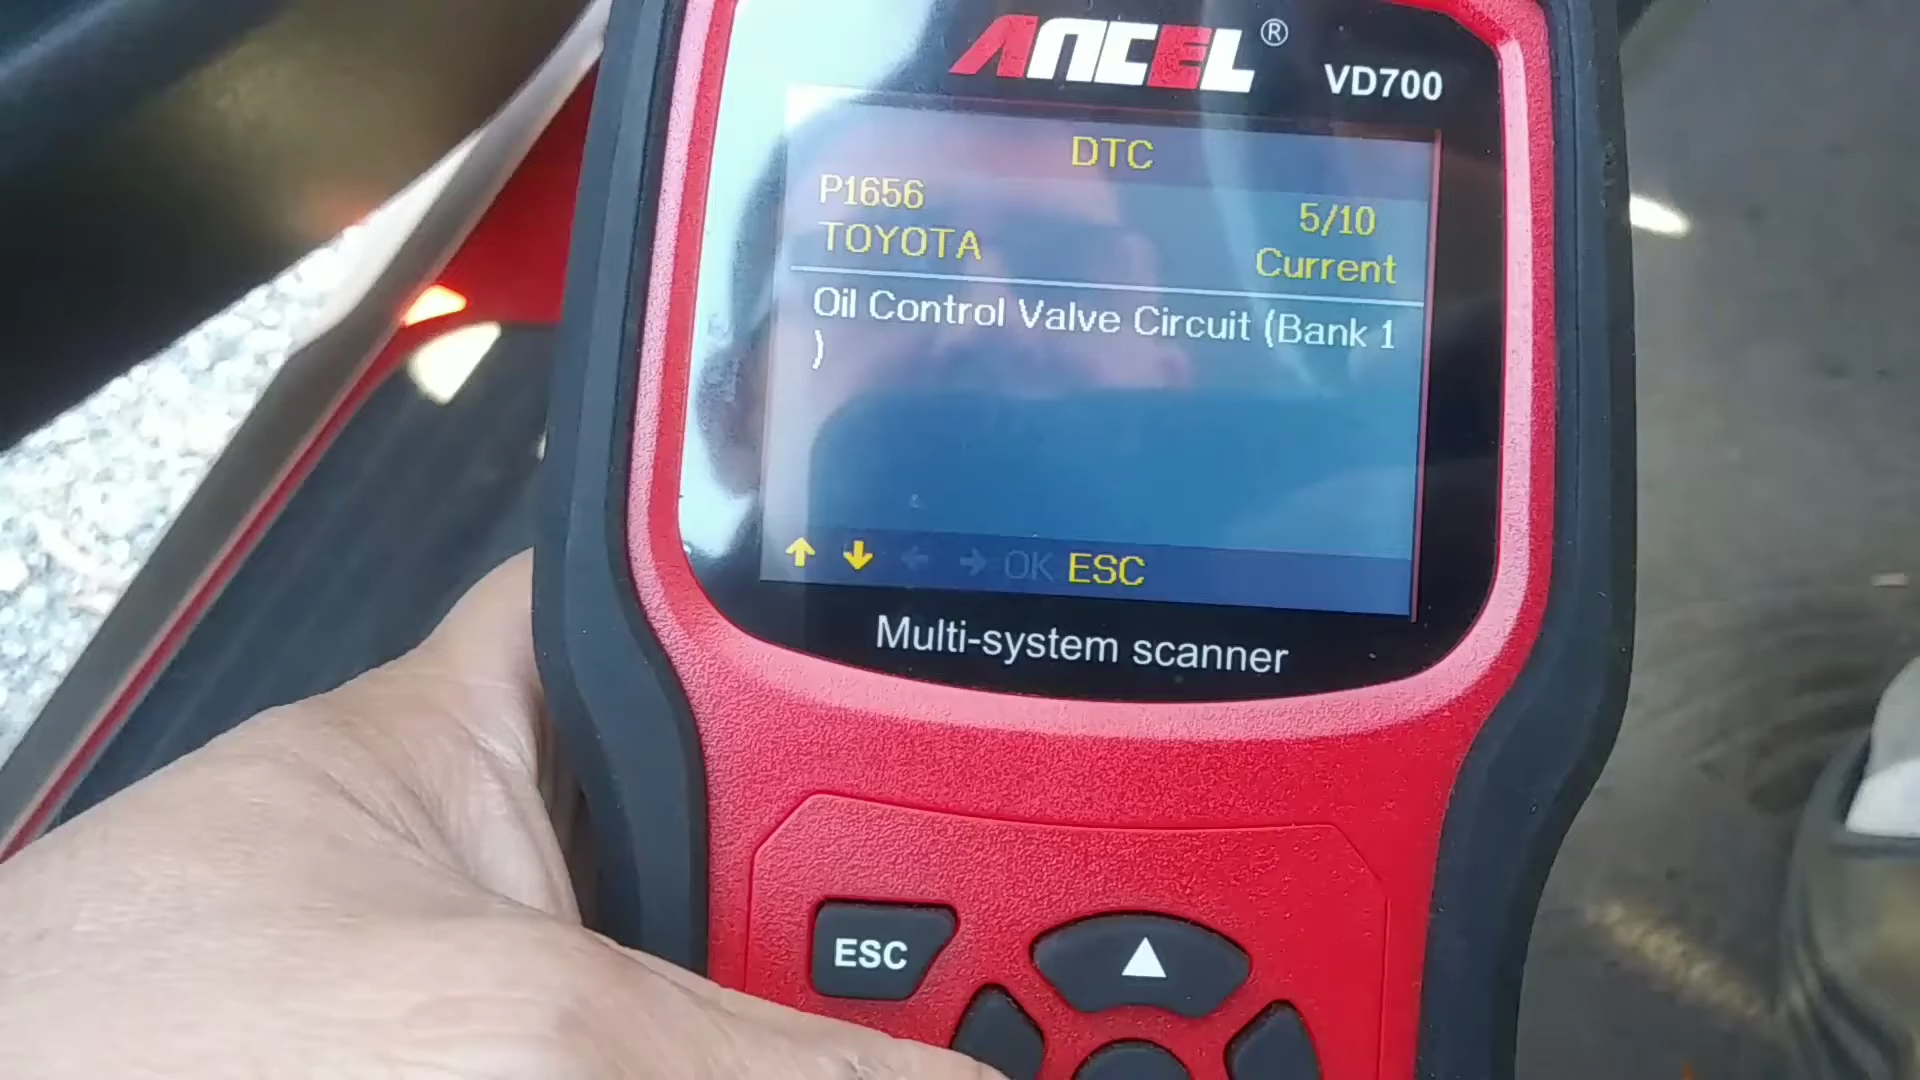 ANCEL®
VD700
DTC
P1656
5/10
TOYOTA
Current
Oil Control Valve Circuit (Bank 1
)
OK ESC
Multi-system scanner
ESC